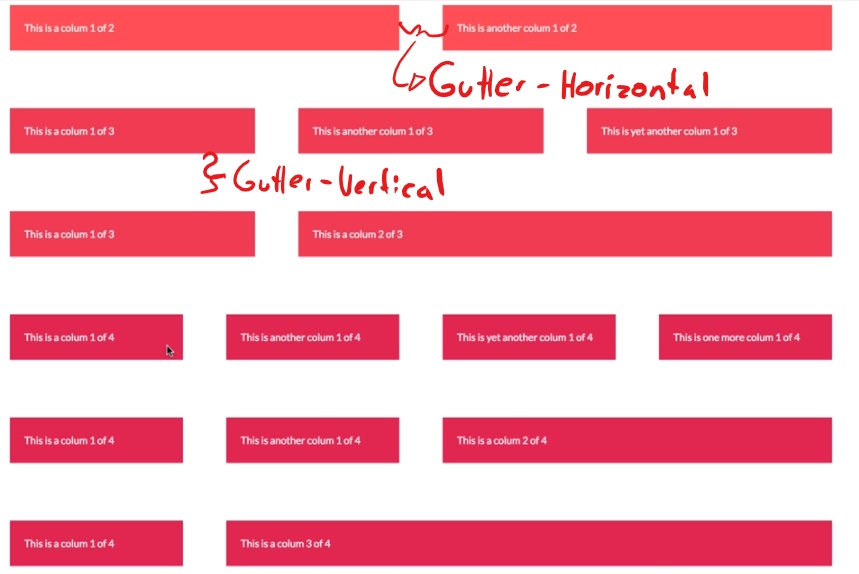 This is a colum 1 of 2
This is another colum 1 of 2
Gutter-Horizontal
This is a colum 1 of 3
This is another colum 1 of 3
This is yet another colum 1 of 3
Gutter-Vertical
This is a colum 1 of 3
This is a colum 2 of 3
This is a colum 1 of 4
This is another colum 1 of 4
This is yet another colum 1 of 4
This is one more colum 1 of 4
This is a colum 1 of 4
This is another colum 1 of 4
This is a colum 2 of 4
This is a colum 1 of 4
This is a colum 3 of 4